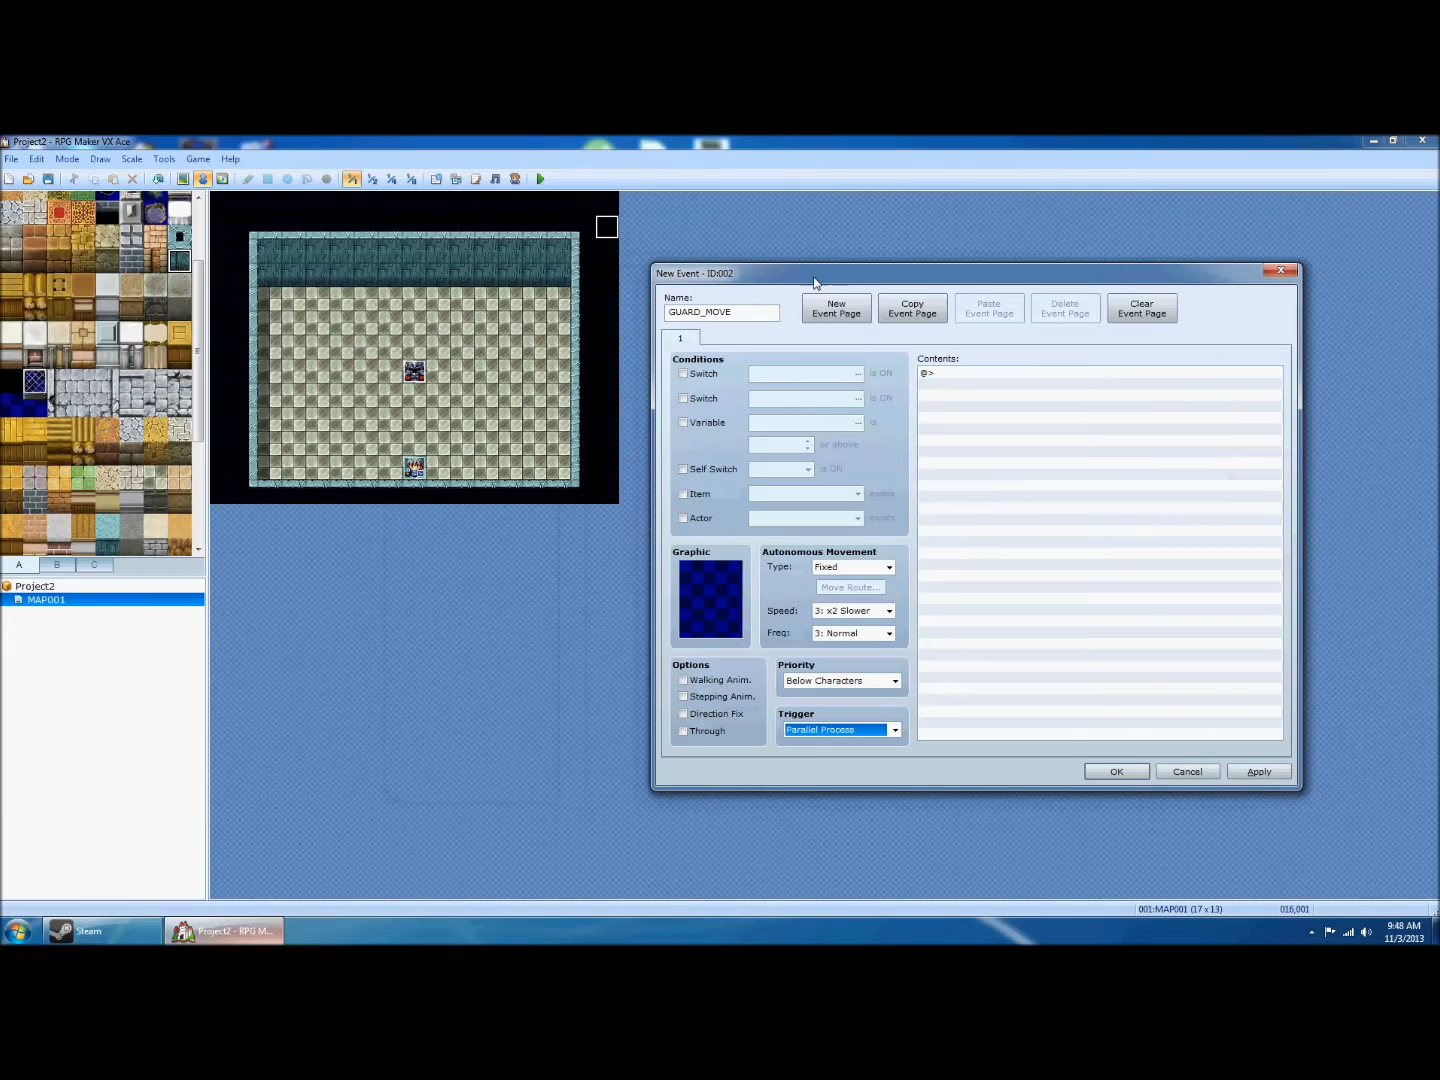 Project2 - RPG Maker VX Ace
File Edit Mode Draw Scale Tools Game Help
New Event - ID:002
Name:
GUARD_MOVE
New
Event Page
Copy
Event Page
Paste
Event Page
Delete
Event Page
Clear
Event Page
1
Conditions
Switch ... is ON
Switch ... is ON
Variable ... is
or above
Self Switch is ON
Item exists
Actor exists
Graphic
Autonomous Movement
Type: Fixed
Move Route...
Speed: 3: x2 Slower
Freq: 3: Normal
Options
Walking Anim.
Stepping Anim.
Direction Fix
Through
Priority
Below Characters
Trigger
Parallel Process
Contents:
@>
OK Cancel Apply
A B C
Project2
MAP001
001:MAP001 (17 x 13) 016,001
Steam
Project2 - RPG M...
9:48 AM
11/3/2013